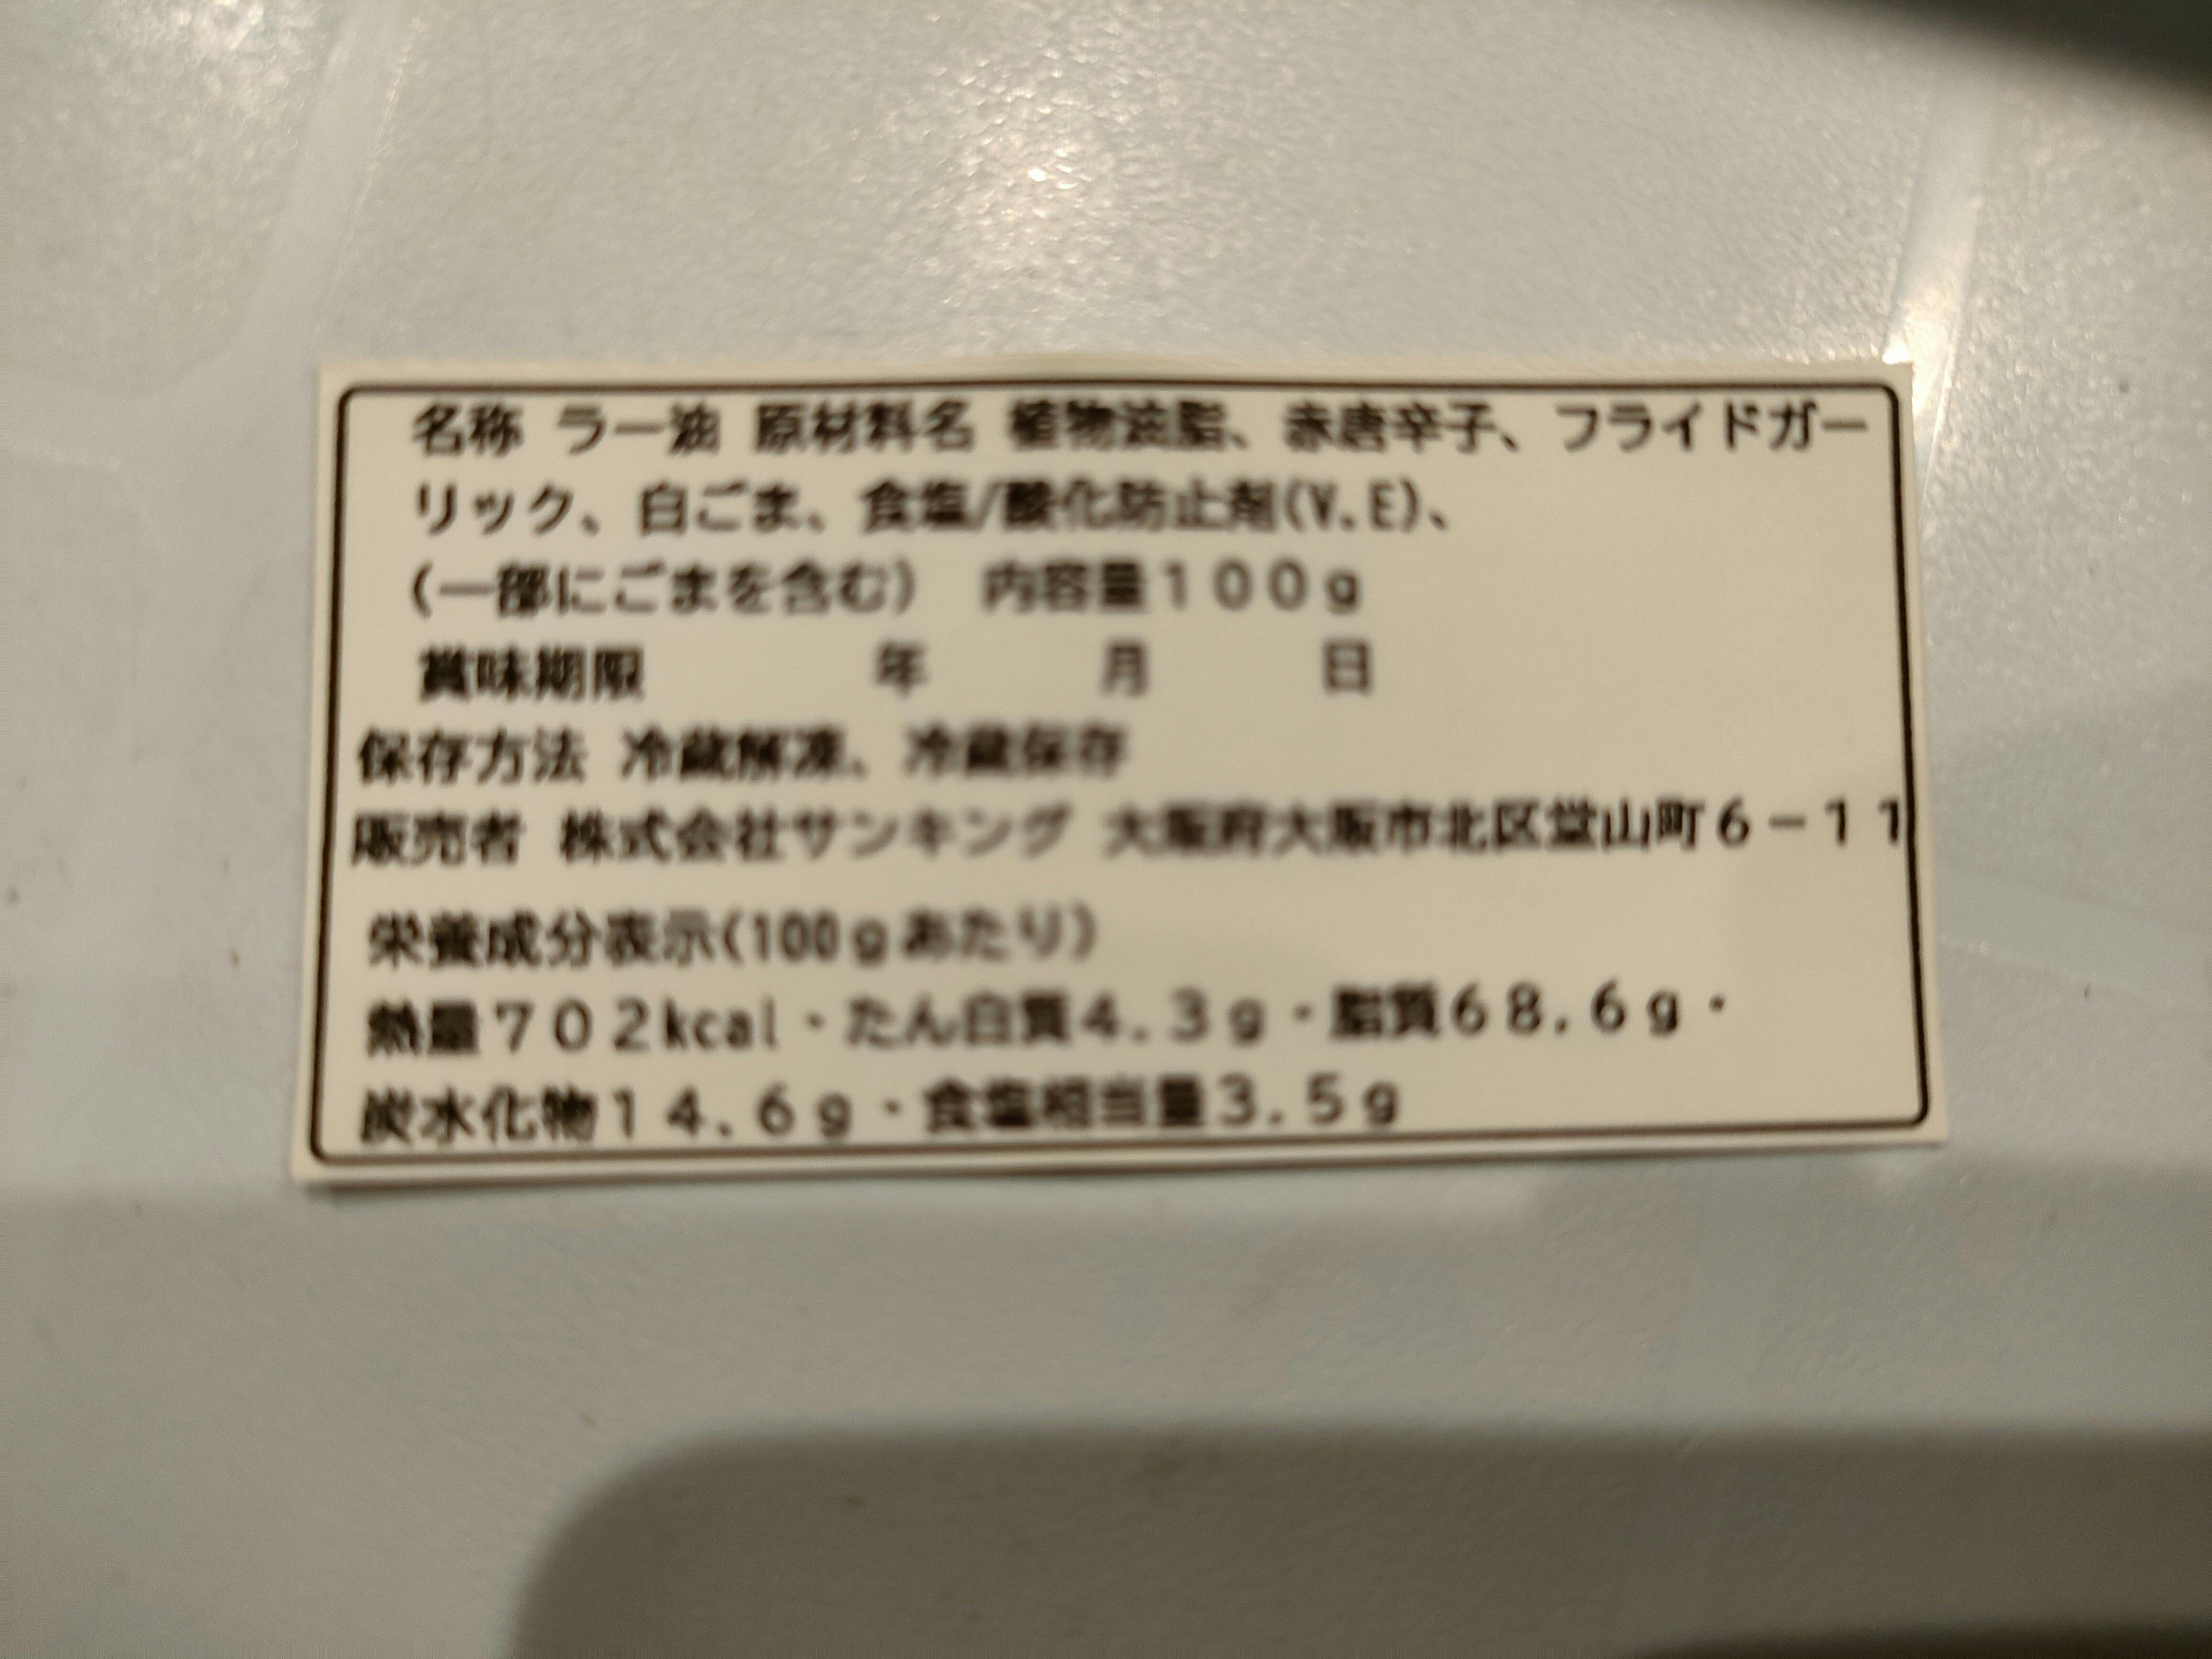 名称 ラー油 原材料名 植物油脂、赤唐辛子、フライドガー
リック、白ごま、食塩/酸化防止剤(V.E)、
(一部にごまを含む) 内容量100g
賞味期限 年 月 日
保存方法 冷蔵解凍、冷蔵保存
販売者 株式会社サンキング 大阪府大阪市北区堂山町6-11
栄養成分表示(100gあたり)
熱量702kcal・たん白質4.3g・脂質68.6g・
炭水化物14.6g・食塩相当量3.5g